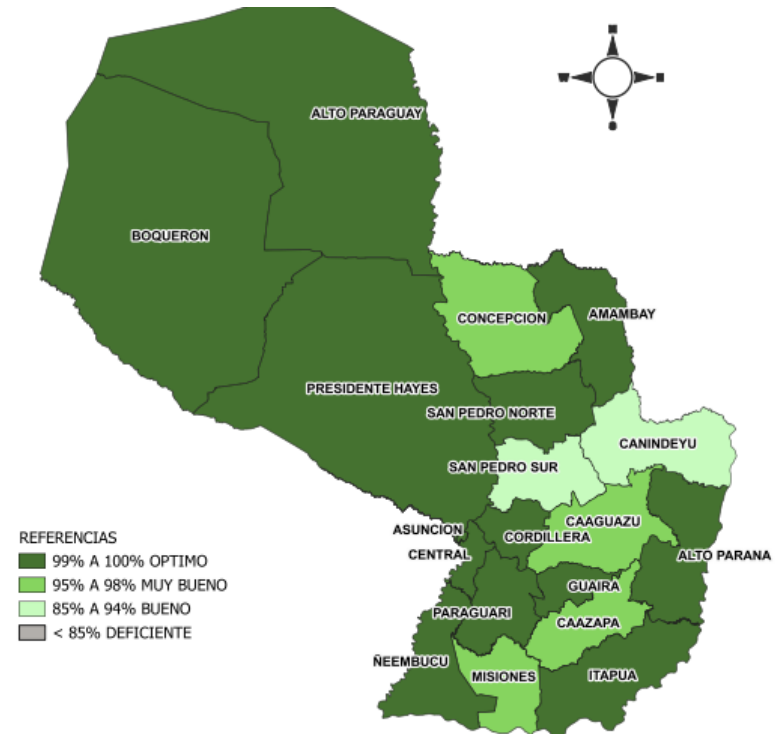 N
W
E
S
ALTO PARAGUAY
BOQUERON
CONCEPCION
AMAMBAY
PRESIDENTE HAYES
SAN PEDRO NORTE
CANINDEYU
SAN PEDRO SUR
CAAGUAZU
ASUNCION
CORDILLERA
CENTRAL
ALTO PARANA
GUAIRA
PARAGUARI
CAAZAPA
ÑEEMBUCU
MISIONES
ITAPUA
REFERENCIAS
99% A 100% OPTIMO
95% A 98% MUY BUENO
85% A 94% BUENO
< 85% DEFICIENTE